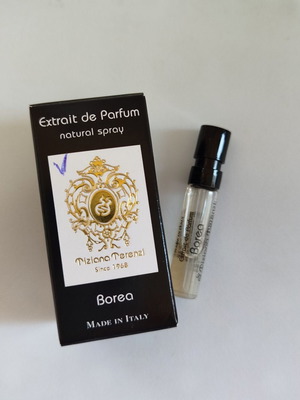 Extrait de Parfum
natural spray
Tiziana Terenzi
Since 1968
Borea
MADE IN ITALY
Borea